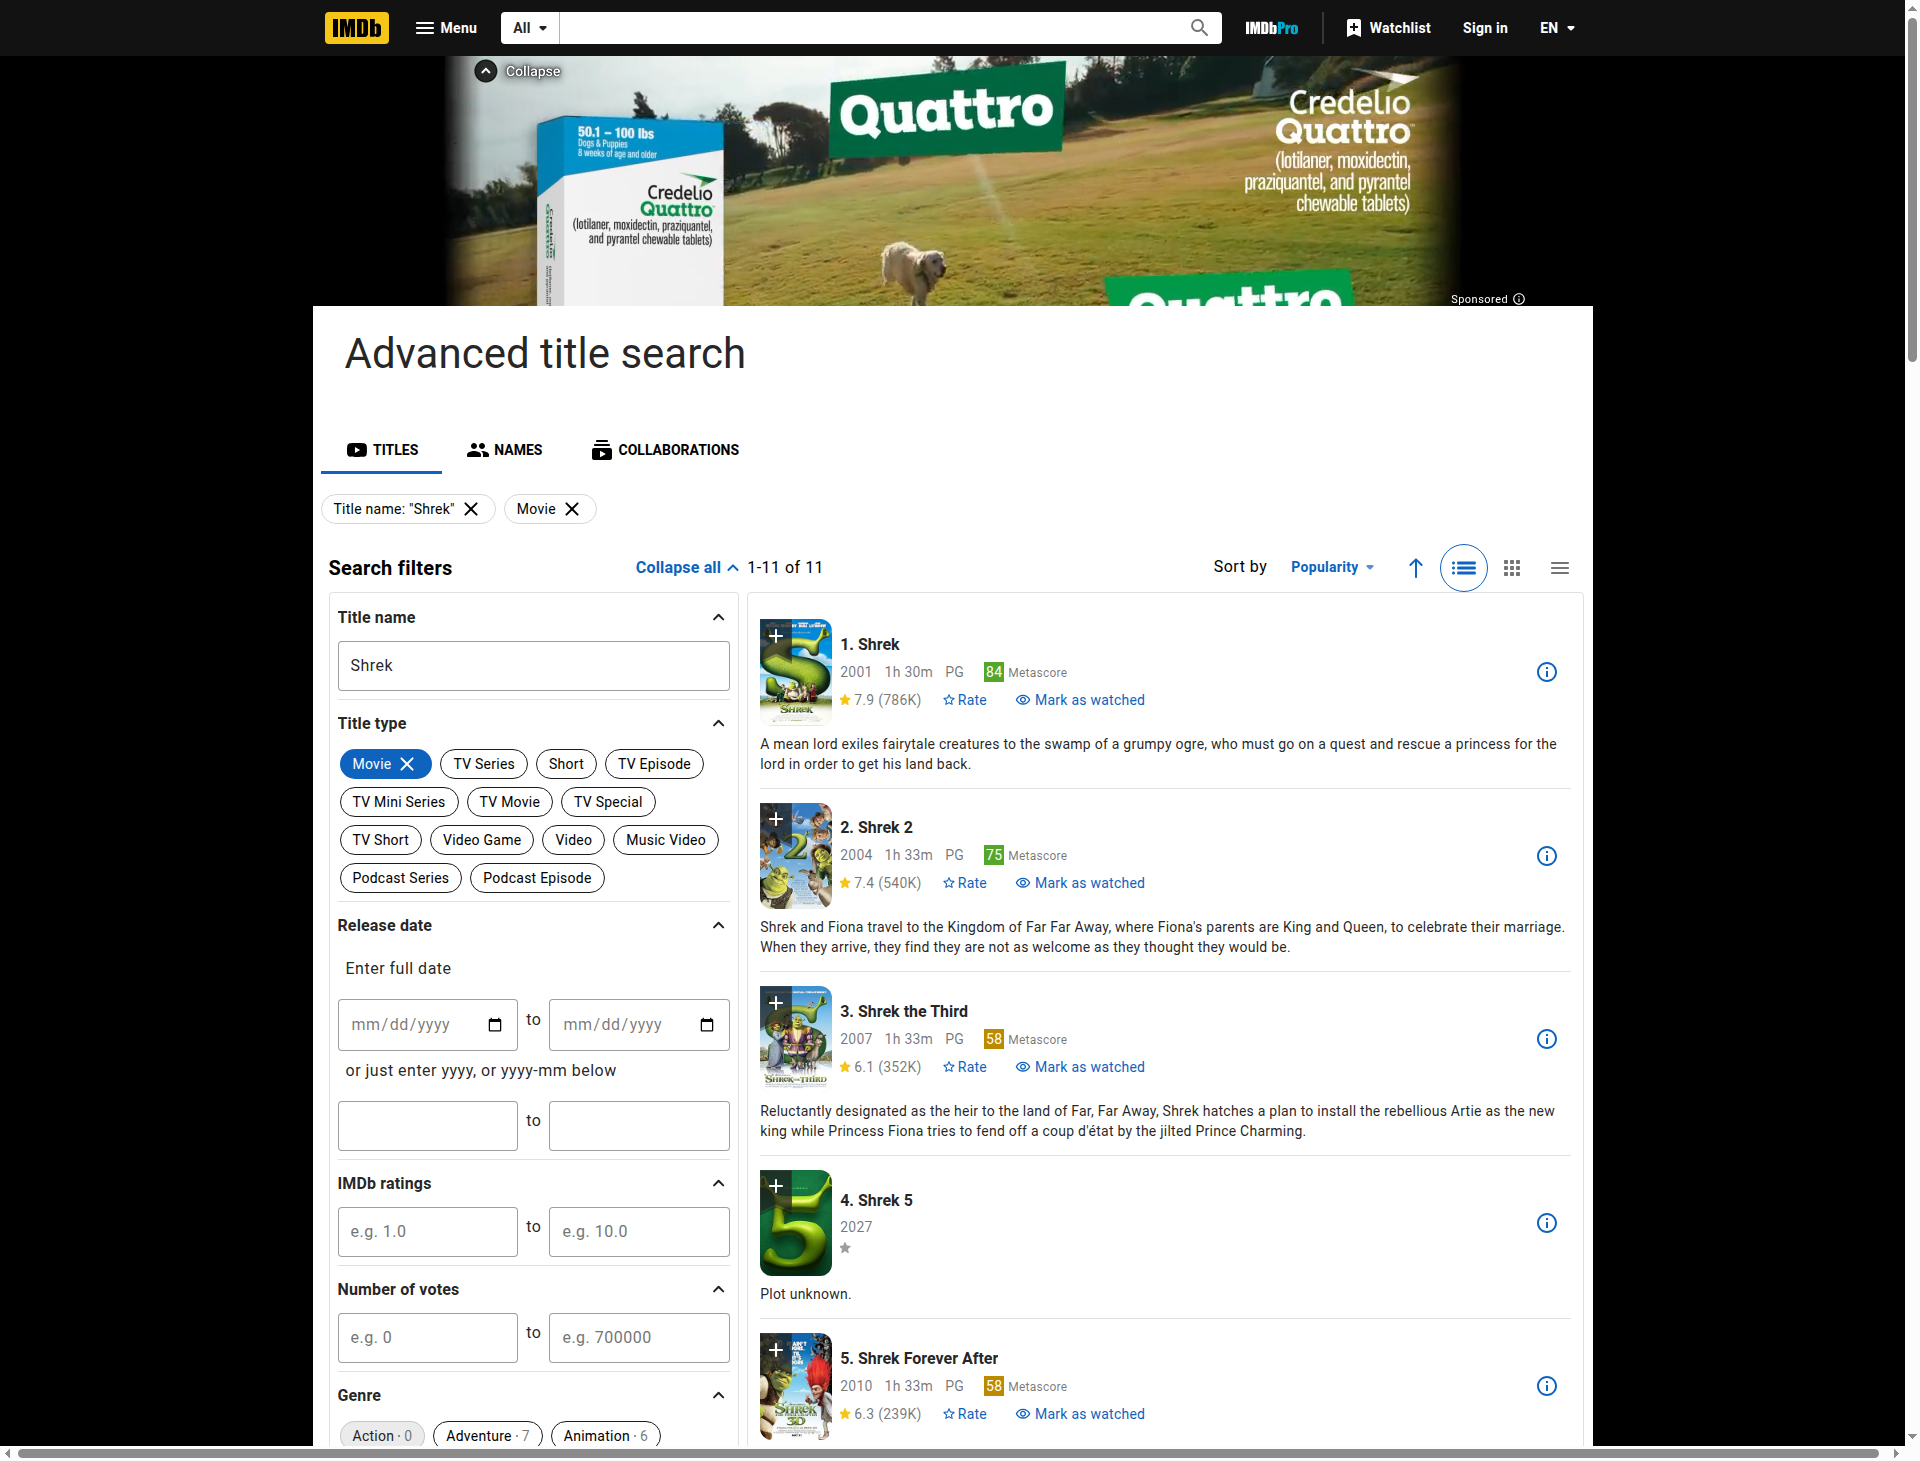 IMDb
Menu
All
IMDbPro
Watchlist
Sign in
EN
Collapse
Quattro
50.1 – 100 lbs
Dogs & Puppies
8 weeks of age and older
Credelio
Quattro
(lotilaner, moxidectin, praziquantel,
and pyrantel chewable tablets)
Credelio
Quattro
(lotilaner, moxidectin,
praziquantel, and pyrantel
chewable tablets)
Quattro
Sponsored
Advanced title search
TITLES
NAMES
COLLABORATIONS
Title name: "Shrek"
Movie
Search filters
Collapse all
1-11 of 11
Sort by
Popularity
Title name
Shrek
Title type
Movie
TV Series
Short
TV Episode
TV Mini Series
TV Movie
TV Special
TV Short
Video Game
Video
Music Video
Podcast Series
Podcast Episode
Release date
Enter full date
mm/dd/yyyy
to
mm/dd/yyyy
or just enter yyyy, or yyyy-mm below
to
IMDb ratings
e.g. 1.0
to
e.g. 10.0
Number of votes
e.g. 0
to
e.g. 700000
Genre
Action · 0
Adventure · 7
Animation · 6
SHREK
1. Shrek
2001 1h 30m PG 84 Metascore
7.9 (786K) Rate Mark as watched
A mean lord exiles fairytale creatures to the swamp of a grumpy ogre, who must go on a quest and rescue a princess for the
lord in order to get his land back.
2
2. Shrek 2
2004 1h 33m PG 75 Metascore
7.4 (540K) Rate Mark as watched
Shrek and Fiona travel to the Kingdom of Far Far Away, where Fiona's parents are King and Queen, to celebrate their marriage.
When they arrive, they find they are not as welcome as they thought they would be.
SHREK THE THIRD
3. Shrek the Third
2007 1h 33m PG 58 Metascore
6.1 (352K) Rate Mark as watched
Reluctantly designated as the heir to the land of Far, Far Away, Shrek hatches a plan to install the rebellious Artie as the new
king while Princess Fiona tries to fend off a coup d'état by the jilted Prince Charming.
5
4. Shrek 5
2027
Plot unknown.
SHREK
3D
5. Shrek Forever After
2010 1h 33m PG 58 Metascore
6.3 (239K) Rate Mark as watched